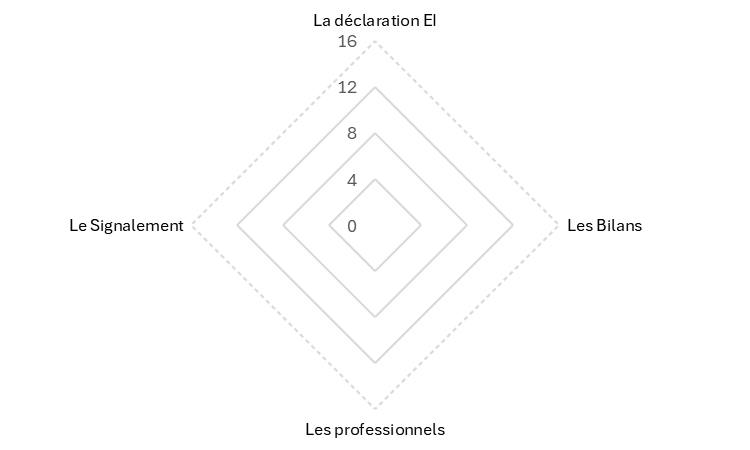 La déclaration EI
16
12
8
4
0
Le Signalement
Les Bilans
Les professionnels